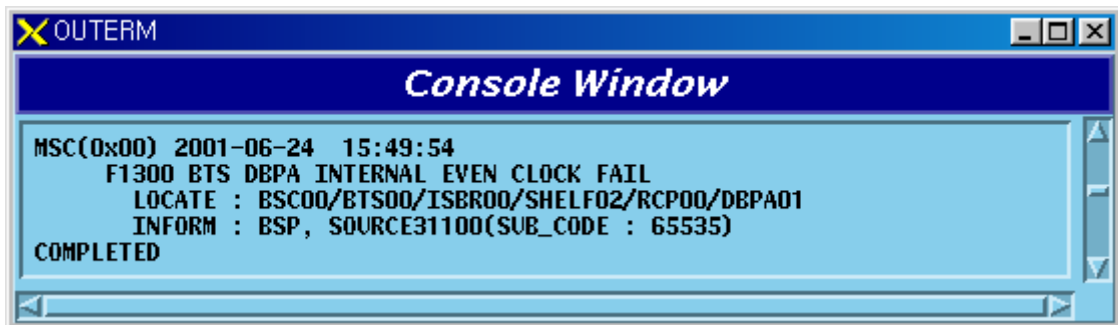 OUTERM
Console Window
MSC(0x00) 2001-06-24 15:49:54
F1300 BTS DBPA INTERNAL EVEN CLOCK FAIL
LOCATE : BSC00/BTS00/ISBR00/SHELF02/RCP00/DBPA01
INFORM : BSP, SOURCE31100(SUB_CODE : 65535)
COMPLETED